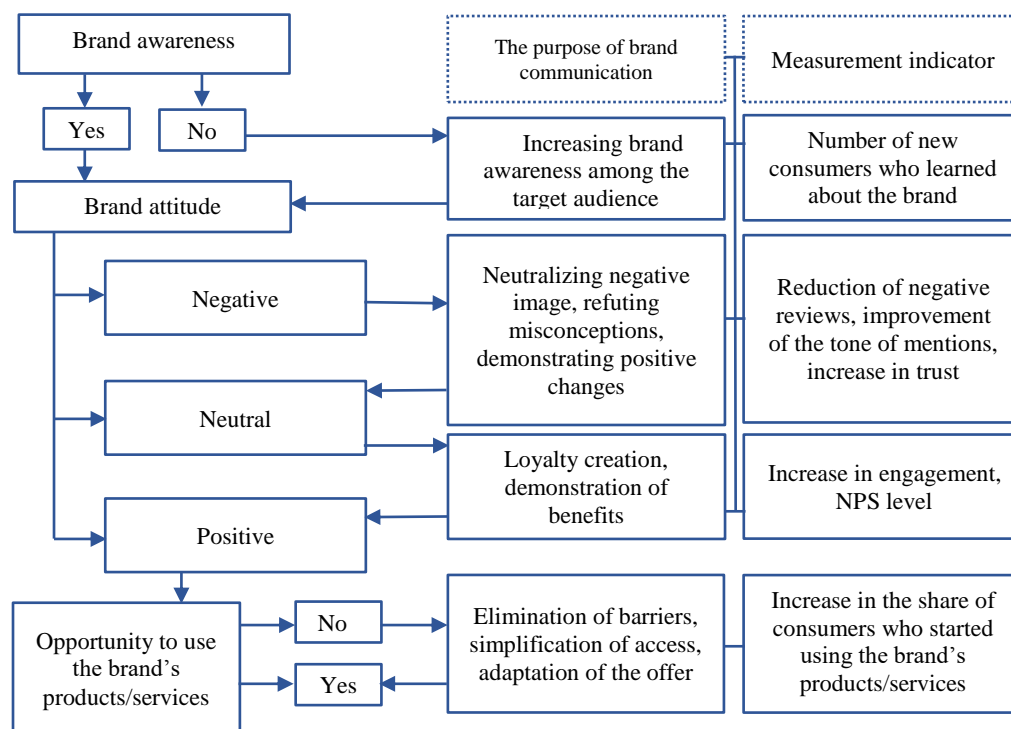 Brand awareness
The purpose of brand
communication
Measurement indicator
Yes
No
Increasing brand
awareness among the
target audience
Number of new
consumers who learned
about the brand
Brand attitude
Negative
Neutralizing negative
image, refuting
misconceptions,
demonstrating positive
changes
Reduction of negative
reviews, improvement
of the tone of mentions,
increase in trust
Neutral
Loyalty creation,
demonstration of
benefits
Increase in engagement,
NPS level
Positive
Opportunity to use
the brand’s
products/services
No
Yes
Elimination of barriers,
simplification of access,
adaptation of the offer
Increase in the share of
consumers who started
using the brand’s
products/services